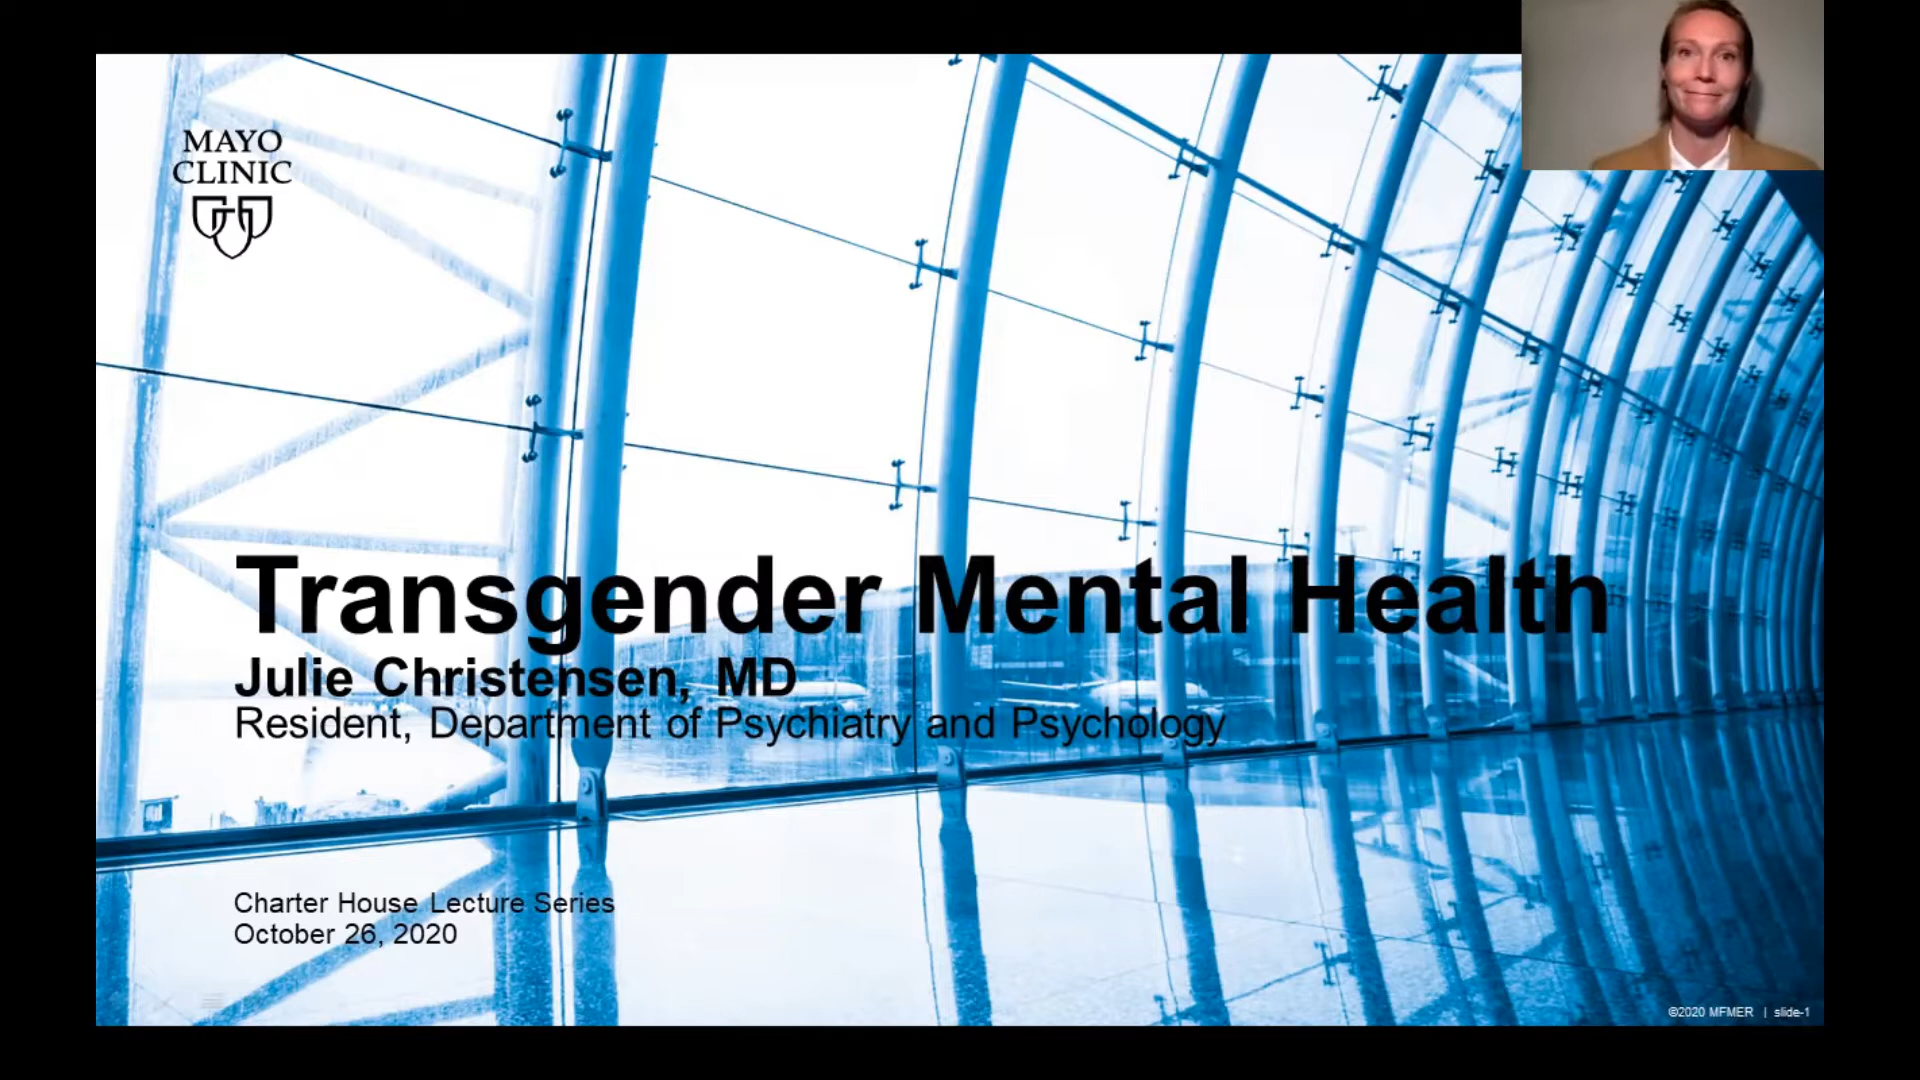 MAYO
CLINIC
Transgender Mental Health
Julie Christensen, MD
Resident, Department of Psychiatry and Psychology
Charter House Lecture Series
October 26, 2020
©2020 MFMER | slide-1